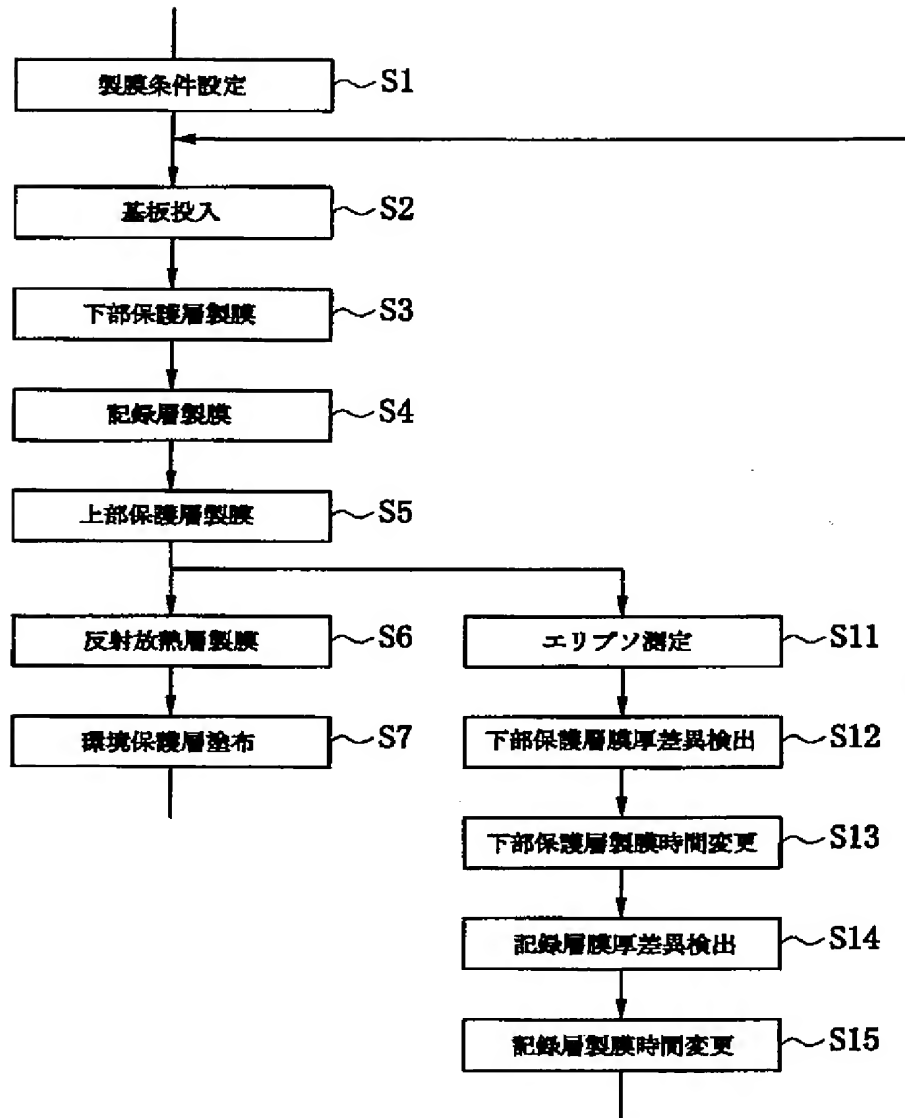 製膜条件設定 S1
基板投入 S2
下部保護層製膜 S3
記録層製膜 S4
上部保護層製膜 S5
反射放熱層製膜 S6
環境保護層塗布 S7
エリプソ測定 S11
下部保護層膜厚差異検出 S12
下部保護層製膜時間変更 S13
記録層膜厚差異検出 S14
記録層製膜時間変更 S15